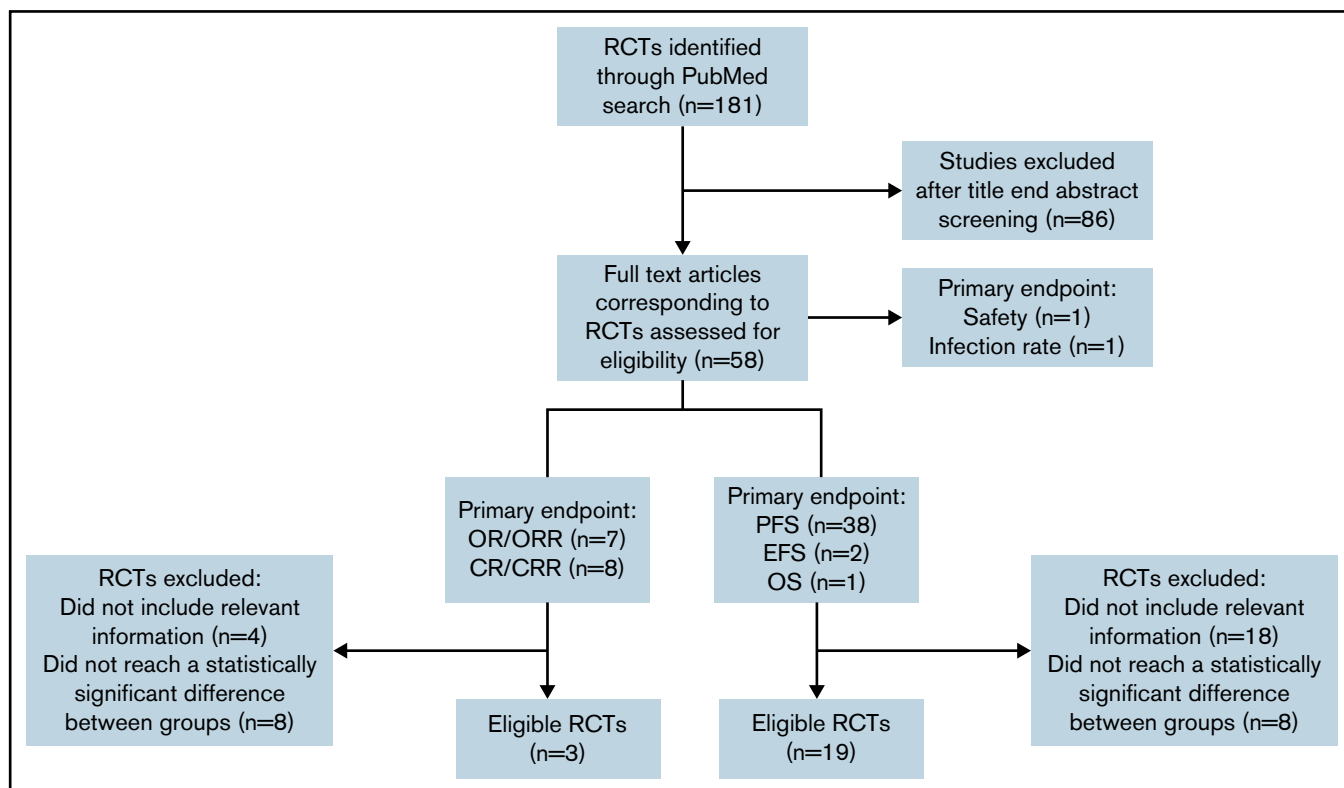 RCTs identified
through PubMed
search (n=181)
Studies excluded
after title end abstract
screening (n=86)
Full text articles
corresponding to
RCTs assessed for
eligibility (n=58)
Primary endpoint:
Safety (n=1)
Infection rate (n=1)
Primary endpoint:
OR/ORR (n=7)
CR/CRR (n=8)
Primary endpoint:
PFS (n=38)
EFS (n=2)
OS (n=1)
RCTs excluded:
Did not include relevant
information (n=4)
Did not reach a statistically
significant difference
between groups (n=8)
RCTs excluded:
Did not include relevant
information (n=18)
Did not reach a statistically
significant difference
between groups (n=8)
Eligible RCTs
(n=3)
Eligible RCTs
(n=19)